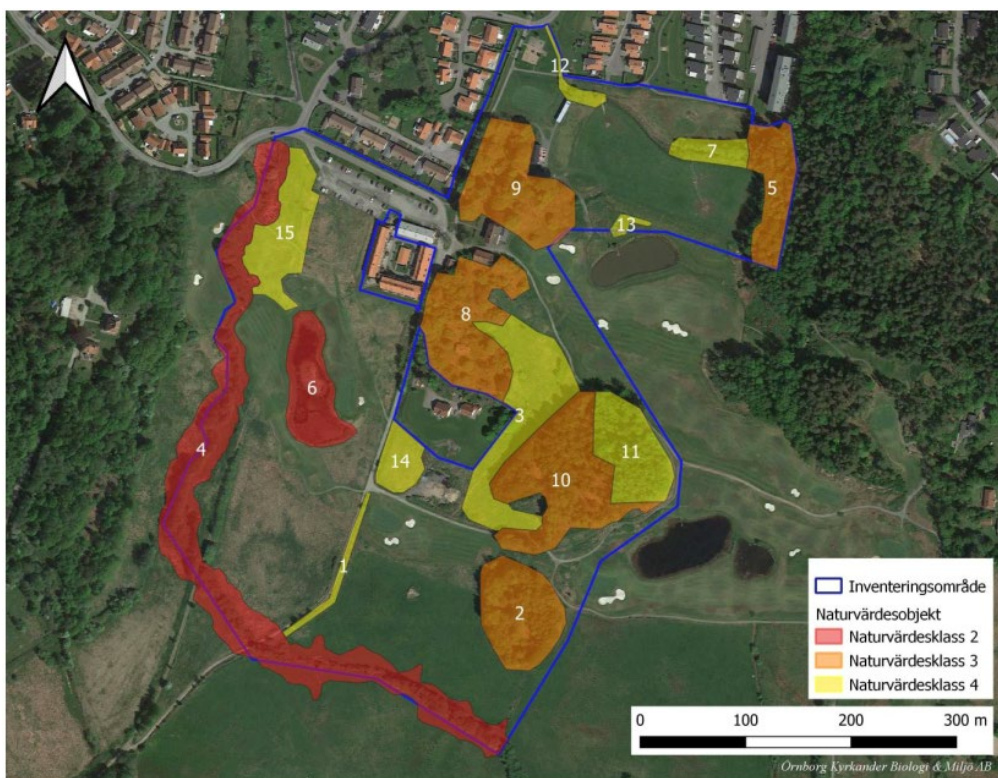 12
7
5
9
13
15
8
6
3
4
11
14
10
1
2
Inventeringsområde
Naturvärdesobjekt
Naturvärdesklass 2
Naturvärdesklass 3
Naturvärdesklass 4
0 100 200 300 m
Örnborg Kyrkander Biologi & Miljö AB